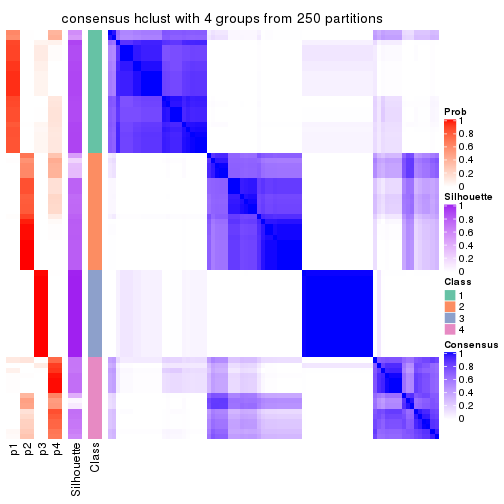 consensus hclust with 4 groups from 250 partitions
Prob
1
0.8
0.6
0.4
0.2
0
Silhouette
1
0.8
0.6
0.4
0.2
0
Class
1
2
3
4
Consensus
1
0.8
0.6
0.4
0.2
0
p1
p2
p3
p4
Silhouette
Class